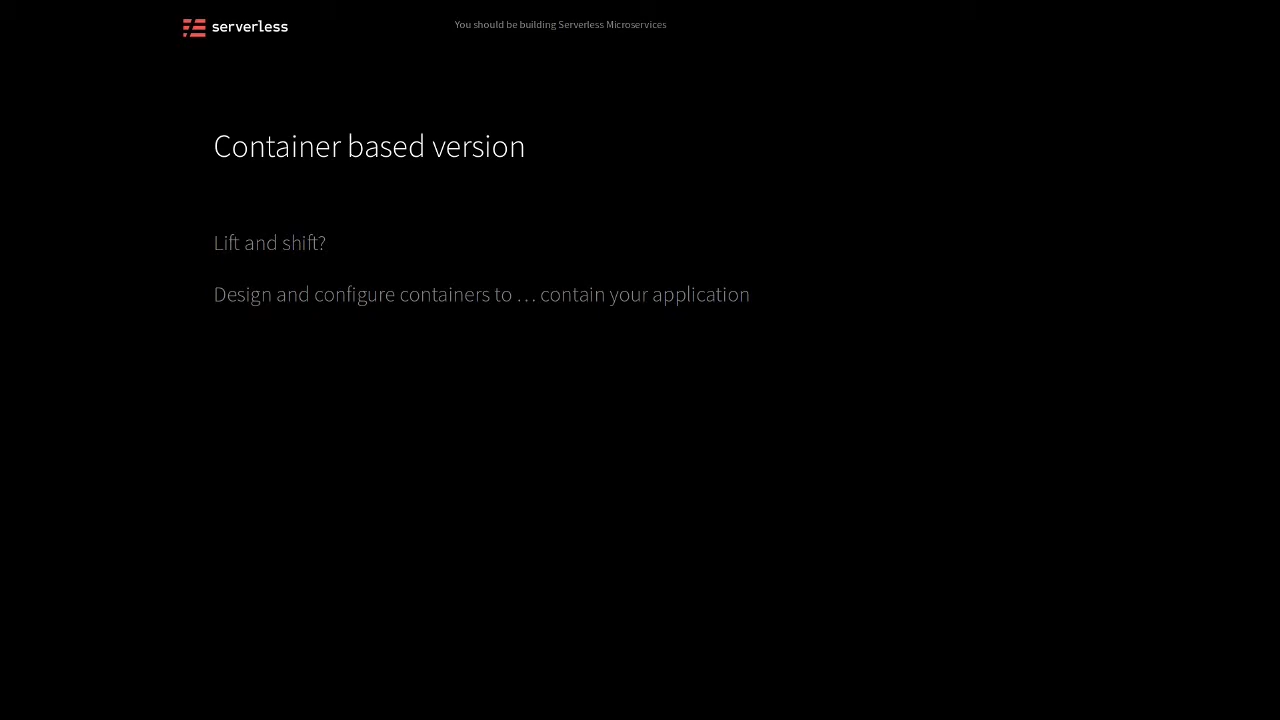 serverless
You should be building Serverless Microservices
Container based version
Lift and shift?
Design and configure containers to … contain your application